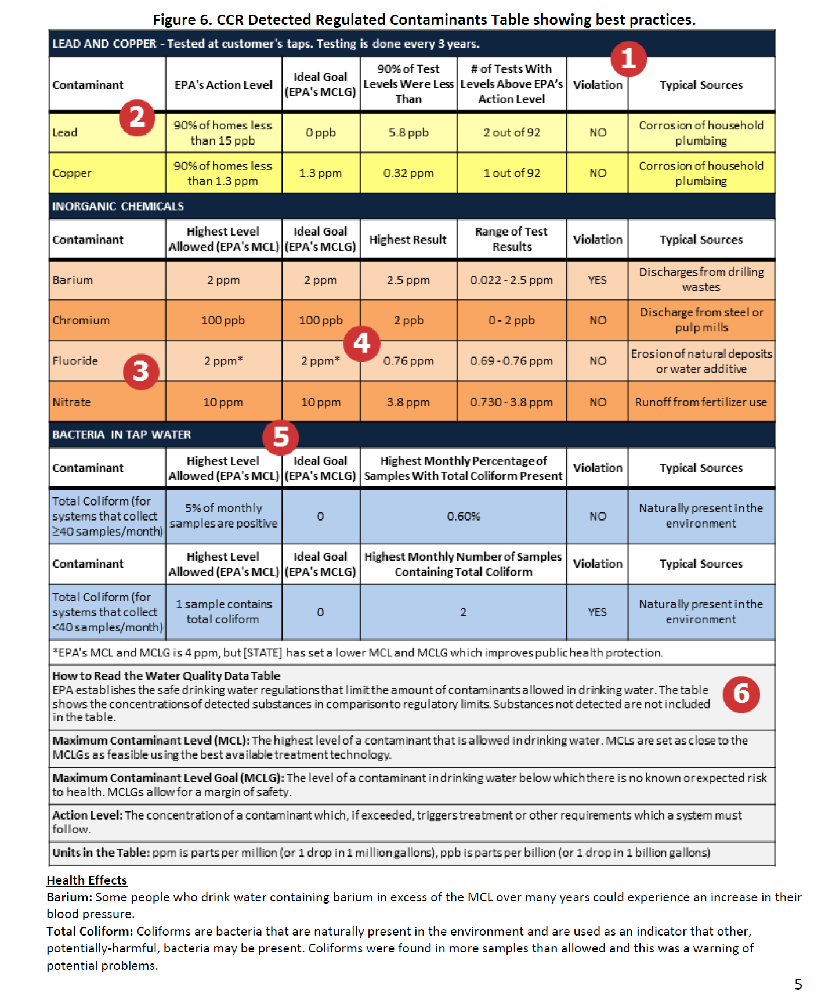 Figure 6. CCR Detected Regulated Contaminants Table showing best practices.
LEAD AND COPPER - Tested at customer's taps. Testing is done every 3 years.
1
Contaminant
EPA's Action Level
Ideal Goal
(EPA's MCLG)
90% of Test
Levels Were Less
Than
# of Tests With
Levels Above EPA's
Action Level
Violation
Typical Sources
2
Lead
90% of homes less
than 15 ppb
0 ppb
5.8 ppb
2 out of 92
NO
Corrosion of household
plumbing
Copper
90% of homes less
than 1.3 ppm
1.3 ppm
0.32 ppm
1 out of 92
NO
Corrosion of household
plumbing
INORGANIC CHEMICALS
Contaminant
Highest Level
Allowed (EPA's MCL)
Ideal Goal
(EPA's MCLG)
Highest Result
Range of Test
Results
Violation
Typical Sources
Barium
2 ppm
2 ppm
2.5 ppm
0.022 - 2.5 ppm
YES
Discharges from drilling
wastes
Chromium
100 ppb
100 ppb
2 ppb
0 - 2 ppb
NO
Discharge from steel or
pulp mills
4
Fluoride
2 ppm*
2 ppm*
0.76 ppm
0.69 - 0.76 ppm
NO
Erosion of natural deposits
or water additive
3
Nitrate
10 ppm
10 ppm
3.8 ppm
0.730 - 3.8 ppm
NO
Runoff from fertilizer use
BACTERIA IN TAP WATER
5
Contaminant
Highest Level
Allowed (EPA's MCL)
Ideal Goal
(EPA's MCLG)
Highest Monthly Percentage of
Samples With Total Coliform Present
Violation
Typical Sources
Total Coliform (for
systems that collect
≥40 samples/month)
5% of monthly
samples are positive
0
0.60%
NO
Naturally present in the
environment
Contaminant
Highest Level
Allowed (EPA's MCL)
Ideal Goal
(EPA's MCLG)
Highest Monthly Number of Samples
Containing Total Coliform
Violation
Typical Sources
Total Coliform (for
systems that collect
<40 samples/month)
1 sample contains
total coliform
0
2
YES
Naturally present in the
environment
*EPA's MCL and MCLG is 4 ppm, but [STATE] has set a lower MCL and MCLG which improves public health protection.
How to Read the Water Quality Data Table
EPA establishes the safe drinking water regulations that limit the amount of contaminants allowed in drinking water. The table
shows the concentrations of detected substances in comparison to regulatory limits. Substances not detected are not included
in the table.
6
Maximum Contaminant Level (MCL): The highest level of a contaminant that is allowed in drinking water. MCLs are set as close to the
MCLGs as feasible using the best available treatment technology.
Maximum Contaminant Level Goal (MCLG): The level of a contaminant in drinking water below which there is no known or expected risk
to health. MCLGs allow for a margin of safety.
Action Level: The concentration of a contaminant which, if exceeded, triggers treatment or other requirements which a system must
follow.
Units in the Table: ppm is parts per million (or 1 drop in 1 million gallons), ppb is parts per billion (or 1 drop in 1 billion gallons)
Health Effects
Barium: Some people who drink water containing barium in excess of the MCL over many years could experience an increase in their
blood pressure.
Total Coliform: Coliforms are bacteria that are naturally present in the environment and are used as an indicator that other,
potentially-harmful, bacteria may be present. Coliforms were found in more samples than allowed and this was a warning of
potential problems.
5